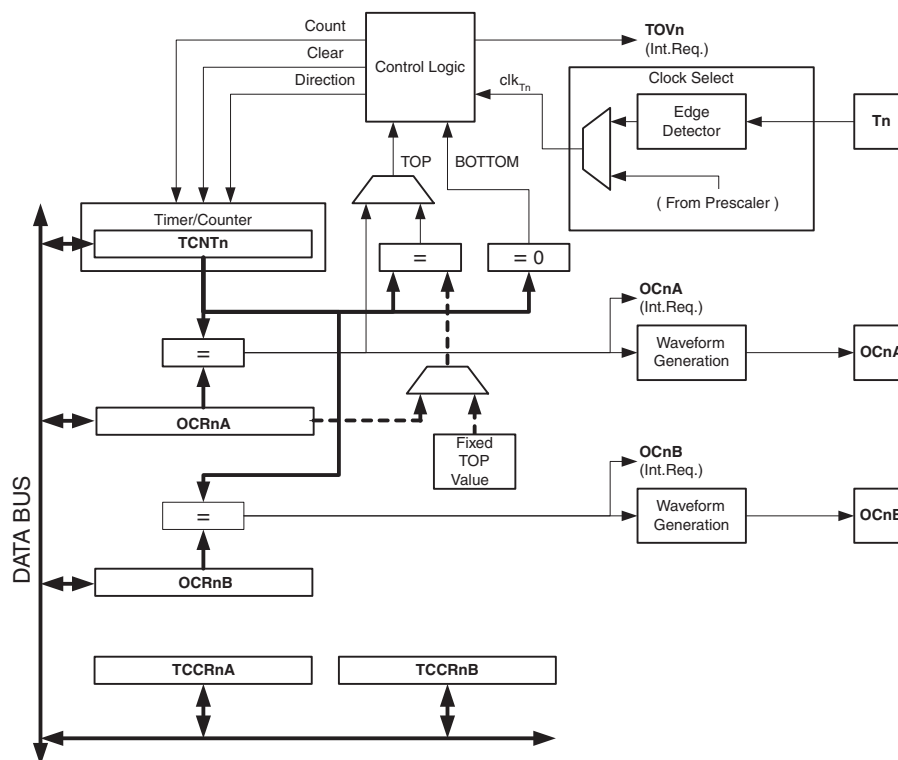 Count
Clear
Direction
Control Logic
TOVn
(Int.Req.)
clkTn
Clock Select
Edge
Detector
Tn
( From Prescaler )
TOP
BOTTOM
Timer/Counter
TCNTn
=
= 0
OCnA
(Int.Req.)
=
Waveform
Generation
OCnA
OCRnA
Fixed
TOP
Value
OCnB
(Int.Req.)
=
Waveform
Generation
OCnB
OCRnB
DATA BUS
TCCRnA
TCCRnB